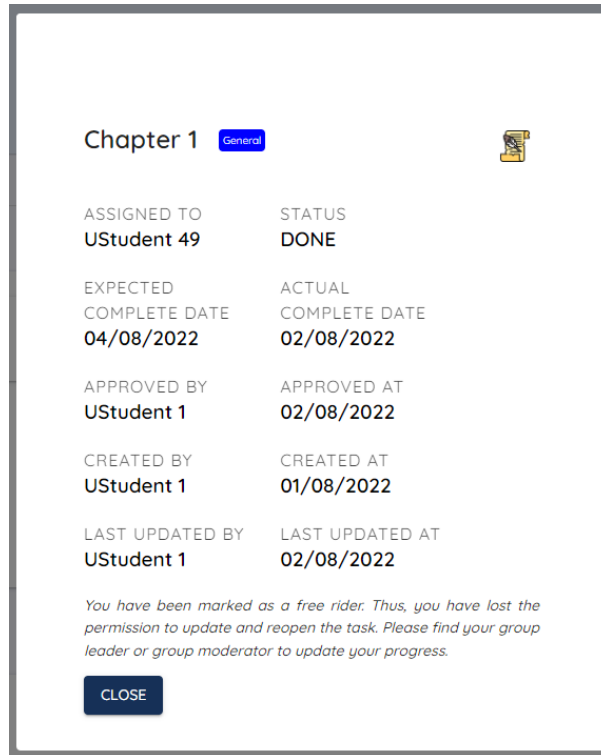 Chapter 1 General
ASSIGNED TO STATUS
UStudent 49 DONE
EXPECTED ACTUAL
COMPLETE DATE COMPLETE DATE
04/08/2022 02/08/2022
APPROVED BY APPROVED AT
UStudent 1 02/08/2022
CREATED BY CREATED AT
UStudent 1 01/08/2022
LAST UPDATED BY LAST UPDATED AT
UStudent 1 02/08/2022
You have been marked as a free rider. Thus, you have lost the
permission to update and reopen the task. Please find your group
leader or group moderator to update your progress.
CLOSE